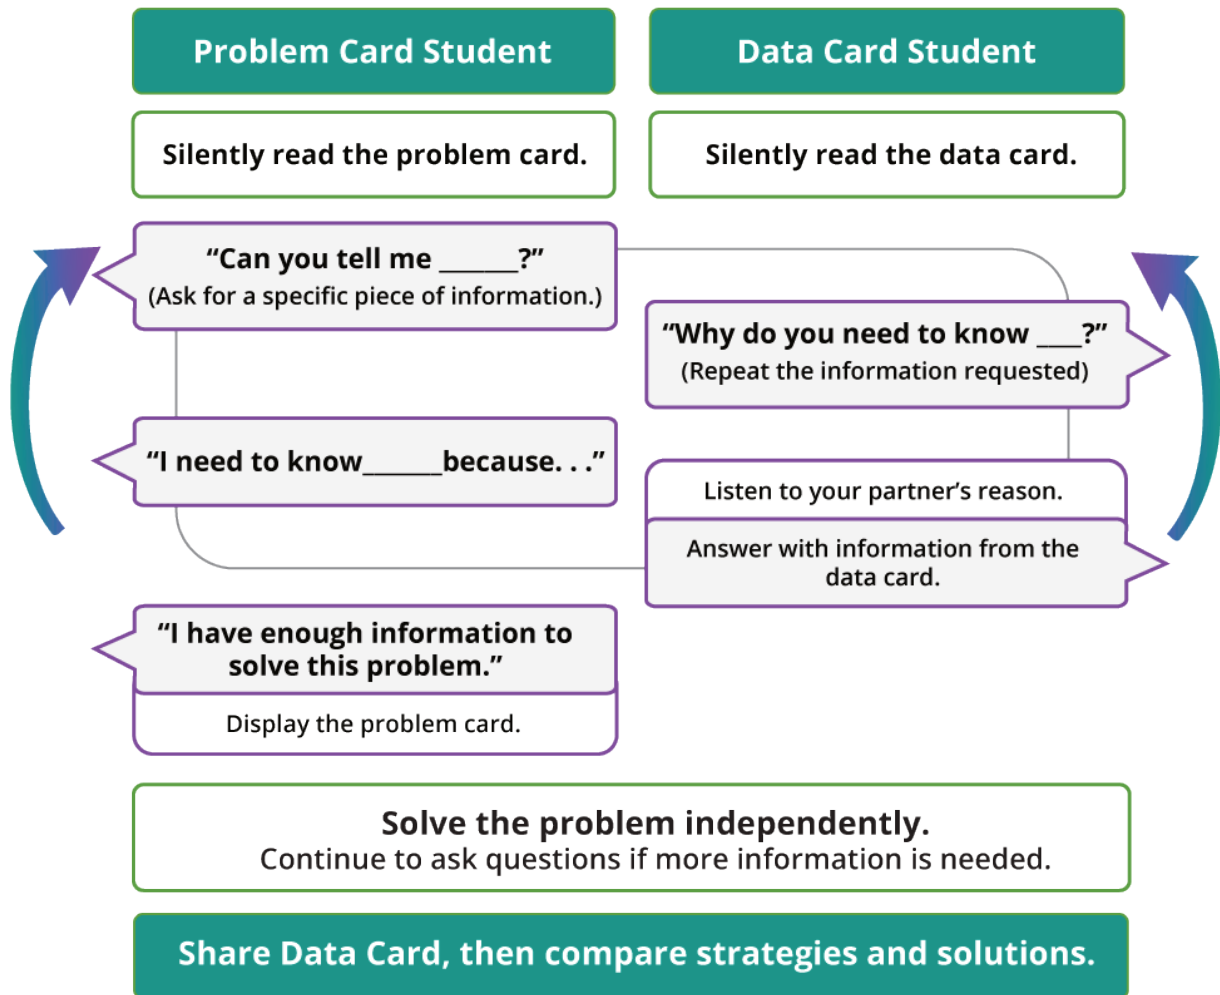 Problem Card Student
Data Card Student
Silently read the problem card.
Silently read the data card.
“Can you tell me ______?”
(Ask for a specific piece of information.)
“Why do you need to know ___?”
(Repeat the information requested)
“I need to know______because. . .”
Listen to your partner’s reason.
Answer with information from the
data card.
“I have enough information to
solve this problem.”
Display the problem card.
Solve the problem independently.
Continue to ask questions if more information is needed.
Share Data Card, then compare strategies and solutions.